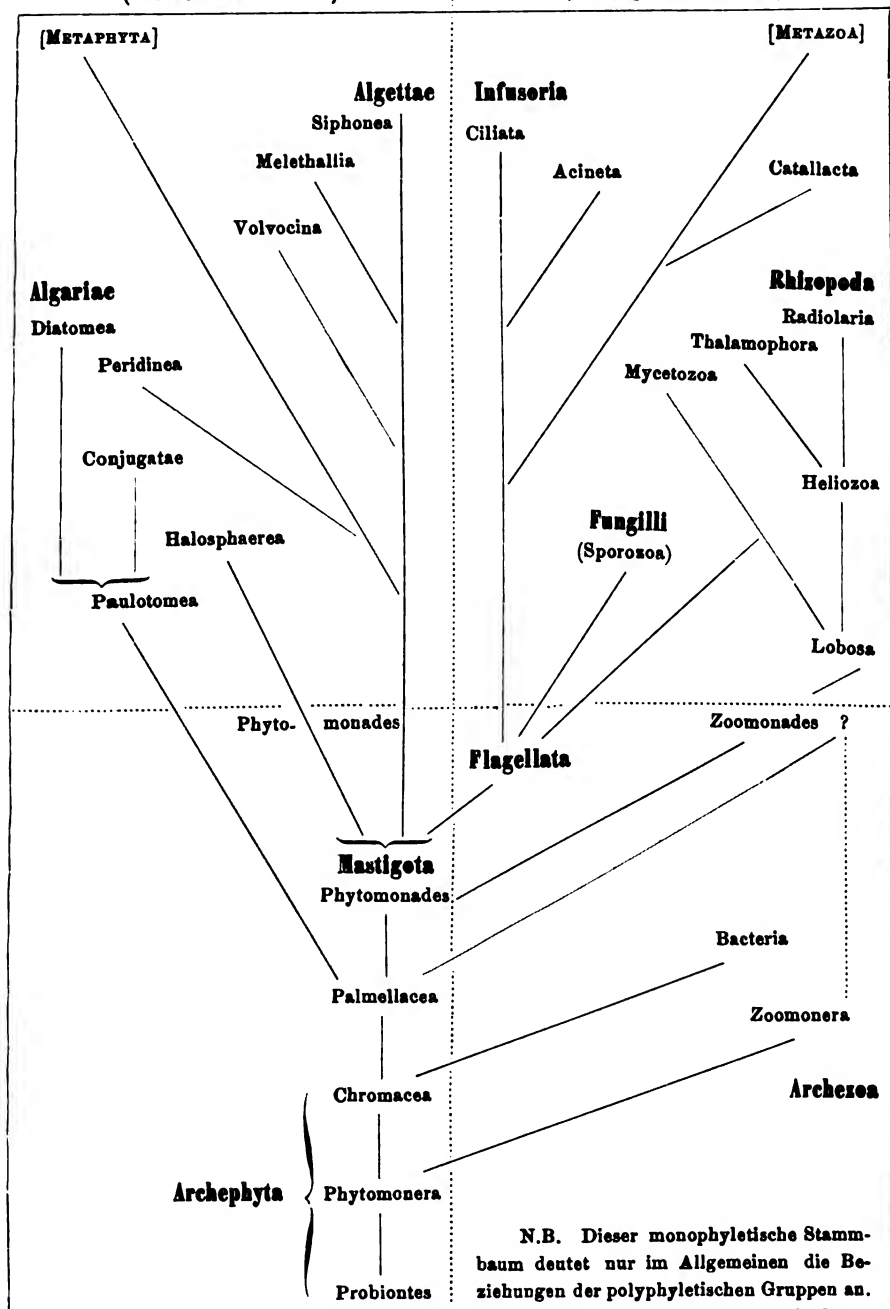 [METAPHYTA]
[METAZOA]
Algettae
Infusoria
Siphonea
Ciliata
Melethallia
Acineta
Catallacta
Volvocina
Algariae
Rhizopoda
Diatomea
Radiolaria
Thalamophora
Peridinea
Mycetozoa
Conjugatae
Heliozoa
Fungilli
Halosphaerea
(Sporozoa)
Paulotomea
Lobosa
Phyto- monades
Zoomonades ?
Flagellata
Mastigota
Phytomonades
Bacteria
Palmellacea
Zoomonera
Chromacea
Archezoa
Archephyta
Phytomonera
N.B. Dieser monophyletische Stamm-
baum deutet nur im Allgemeinen die Be-
Probiontes
ziehungen der polyphyletischen Gruppen an.